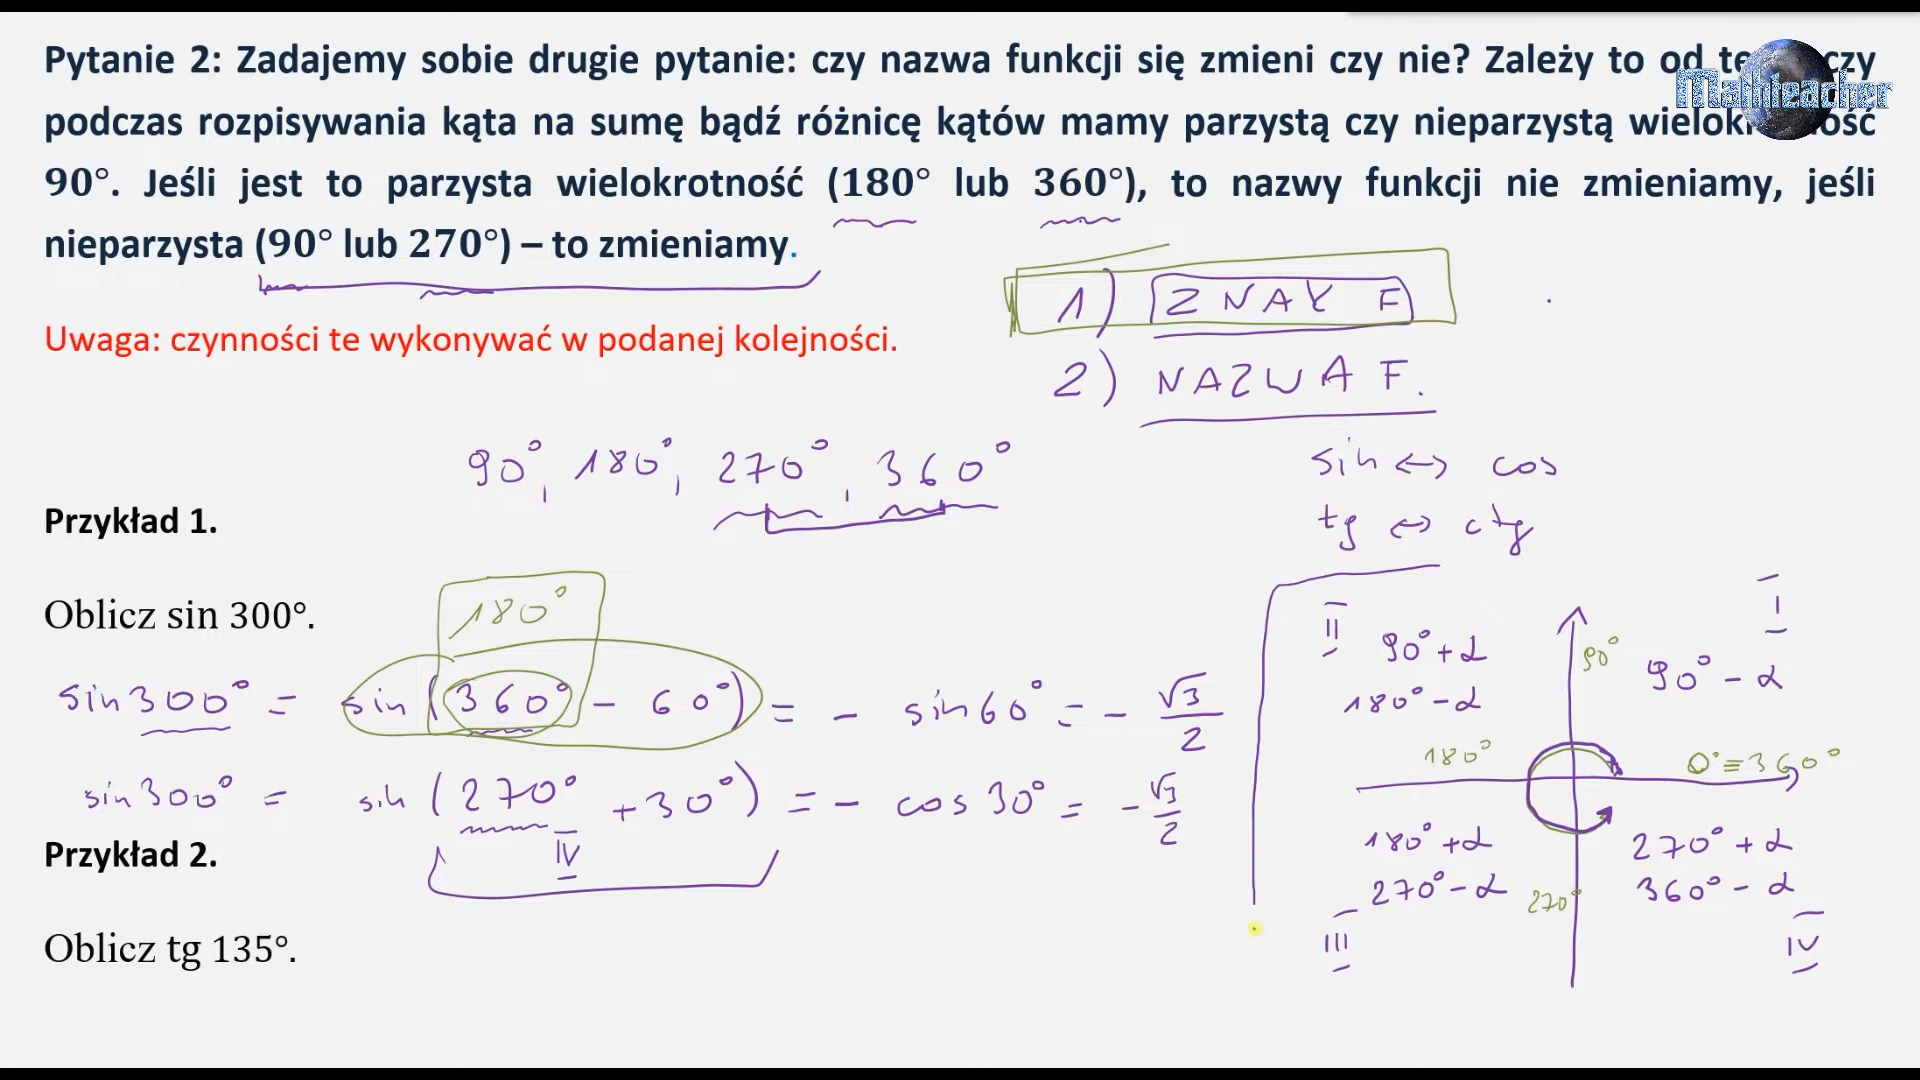 Pytanie 2: Zadajemy sobie drugie pytanie: czy nazwa funkcji się zmieni czy nie? Zależy to od czy
podczas rozpisywania kąta na sumę bądź różnicę kątów mamy parzystą czy nieparzystą
90°. Jeśli jest to parzysta wielokrotność (180° lub 360°), to nazwy funkcji nie zmieniamy, jeśli
nieparzysta (90° lub 270°) – to zmieniamy.
Mathteacher
1) ZNAK F
Uwaga: czynności te wykonywać w podanej kolejności.
2) NAZWA F.
90°, 180°, 270°, 360°
sin ↔ cos
tg ↔ ctg
Przykład 1.
Oblicz sin 300°.
180°
sin300° = sin(360° - 60°) = - sin60° = - √3/2
sin300° = sin(270° + 30°) = - cos30° = - √3/2
IV
Przykład 2.
Oblicz tg 135°.
II
I
90° + α
90°
90° - α
180° - α
180°
0° ≡ 360°
180° + α
270° + α
270° - α
270°
360° - α
III
IV